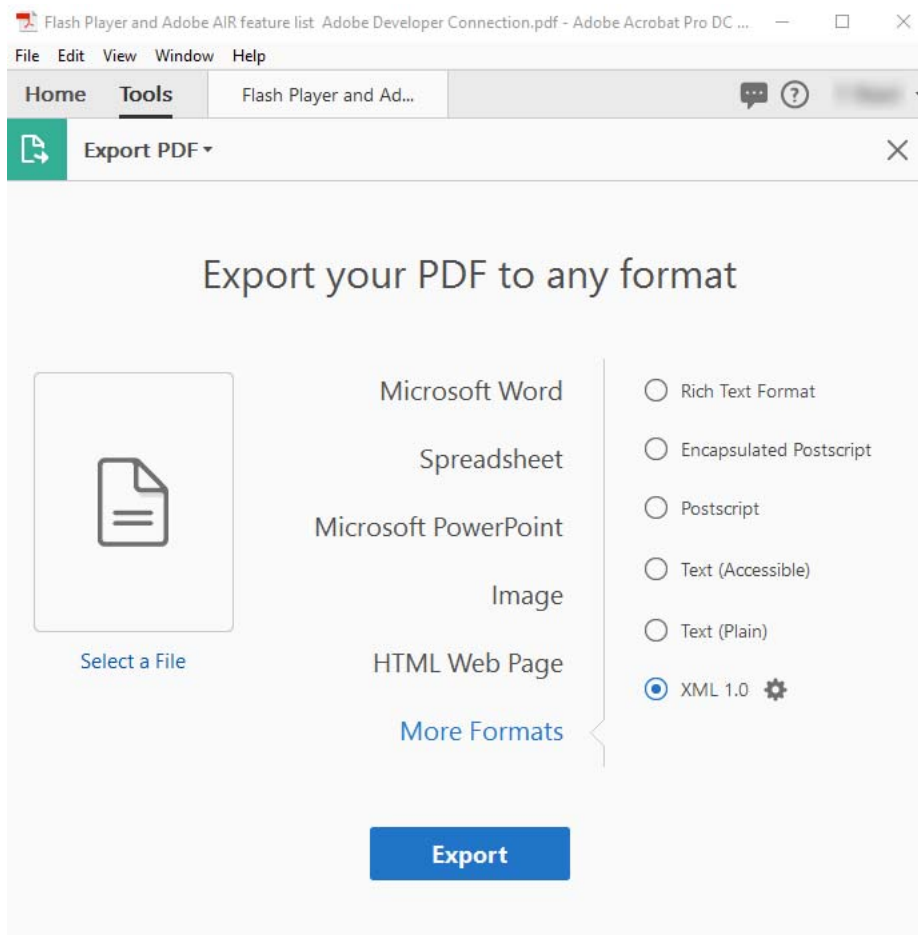 Flash Player and Adobe AIR feature list Adobe Developer Connection.pdf - Adobe Acrobat Pro DC ...
File Edit View Window Help
Home Tools Flash Player and Ad...
Export PDF
Export your PDF to any format
Microsoft Word
Spreadsheet
Microsoft PowerPoint
Image
HTML Web Page
More Formats
Select a File
Rich Text Format
Encapsulated Postscript
Postscript
Text (Accessible)
Text (Plain)
XML 1.0
Export